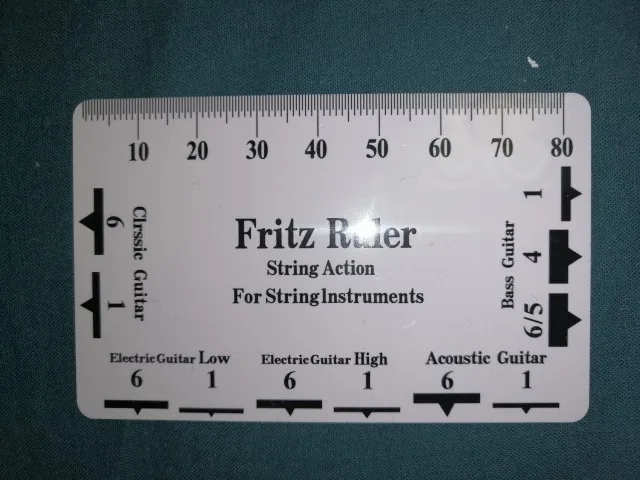 10 20 30 40 50 60 70 80
Fritz Ruler
String Action
For String Instruments
Clrssic Guitar
6
1
Bass Guitar
1
4
6/5
Electric Guitar Low
6 1
Electric Guitar High
6 1
Acoustic Guitar
6 1